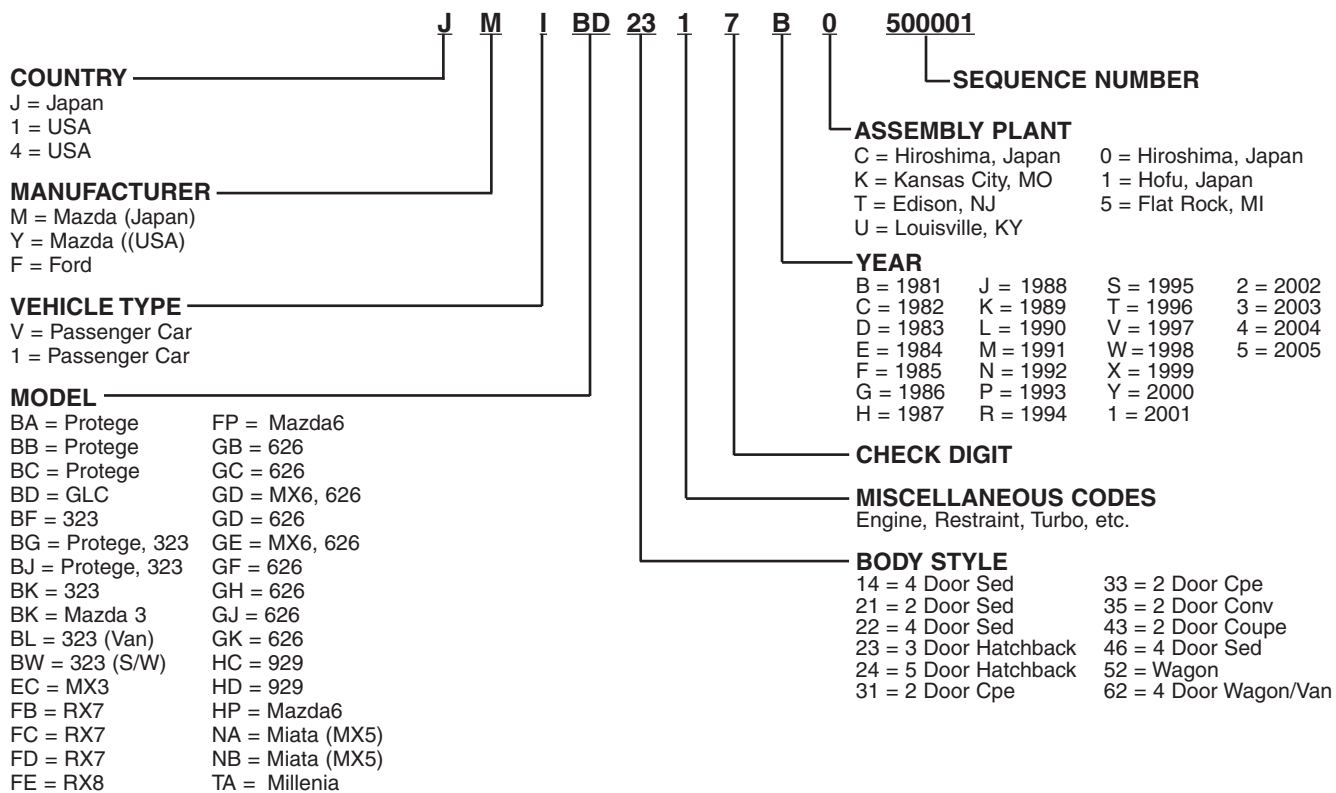 J M I BD 23 1 7 B 0 500001
COUNTRY
J = Japan
1 = USA
4 = USA
MANUFACTURER
M = Mazda (Japan)
Y = Mazda ((USA)
F = Ford
VEHICLE TYPE
V = Passenger Car
1 = Passenger Car
MODEL
BA = Protege
BB = Protege
BC = Protege
BD = GLC
BF = 323
BG = Protege, 323
BJ = Protege, 323
BK = 323
BK = Mazda 3
BL = 323 (Van)
BW = 323 (S/W)
EC = MX3
FB = RX7
FC = RX7
FD = RX7
FE = RX8
FP = Mazda6
GB = 626
GC = 626
GD = MX6, 626
GD = 626
GE = MX6, 626
GF = 626
GH = 626
GJ = 626
GK = 626
HC = 929
HD = 929
HP = Mazda6
NA = Miata (MX5)
NB = Miata (MX5)
TA = Millenia
SEQUENCE NUMBER
ASSEMBLY PLANT
C = Hiroshima, Japan
K = Kansas City, MO
T = Edison, NJ
U = Louisville, KY
0 = Hiroshima, Japan
1 = Hofu, Japan
5 = Flat Rock, MI
YEAR
B = 1981
C = 1982
D = 1983
E = 1984
F = 1985
G = 1986
H = 1987
J = 1988
K = 1989
L = 1990
M = 1991
N = 1992
P = 1993
R = 1994
S = 1995
T = 1996
V = 1997
W = 1998
X = 1999
Y = 2000
1 = 2001
2 = 2002
3 = 2003
4 = 2004
5 = 2005
CHECK DIGIT
MISCELLANEOUS CODES
Engine, Restraint, Turbo, etc.
BODY STYLE
14 = 4 Door Sed
21 = 2 Door Sed
22 = 4 Door Sed
23 = 3 Door Hatchback
24 = 5 Door Hatchback
31 = 2 Door Cpe
33 = 2 Door Cpe
35 = 2 Door Conv
43 = 2 Door Coupe
46 = 4 Door Sed
52 = Wagon
62 = 4 Door Wagon/Van